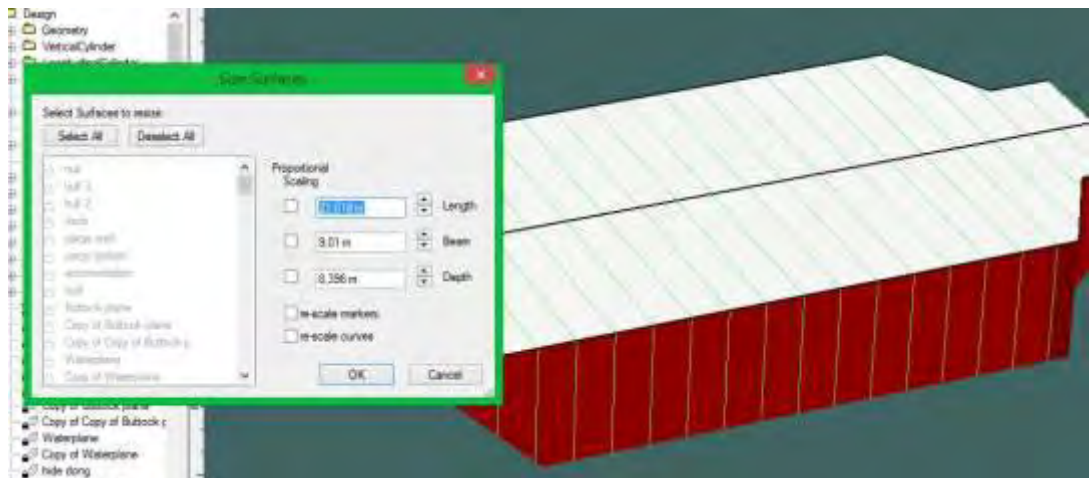 Design
Geometry
VerticalCylinder
Size Surfaces
Select Surfaces to resize:
Select All
Deselect All
hull
hull 1
hull 2
deck
null
Buttock plane
Copy of Buttock plane
Copy of Copy of Buttock p
Waterplane
Copy of Waterplane
Proportional
Scaling
Length
9.01 m
Beam
8.396 m
Depth
re-scale markers
re-scale curves
OK
Cancel
Copy of Buttock plane
Copy of Copy of Buttock p
Waterplane
Copy of Waterplane
hide dong